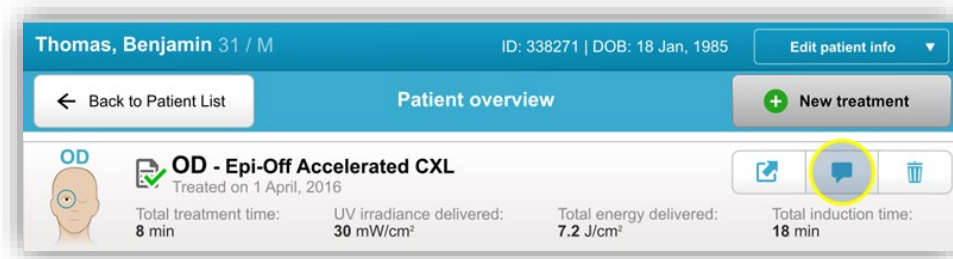 Thomas, Benjamin 31 / M ID: 338271 | DOB: 18 Jan, 1985 Edit patient info
Back to Patient List Patient overview New treatment
OD
OD - Epi-Off Accelerated CXL
Treated on 1 April, 2016
Total treatment time: UV irradiance delivered: Total energy delivered: Total induction time:
8 min 30 mW/cm² 7.2 J/cm² 18 min